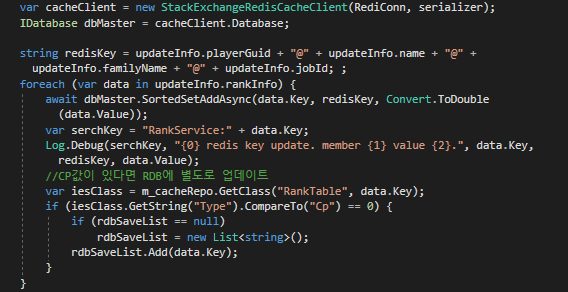 var cacheClient = new StackExchangeRedisCacheClient(RediConn, serializer);
IDatabase dbMaster = cacheClient.Database;
string redisKey = updateInfo.playerGuid + "@" + updateInfo.name + "@" +
updateInfo.familyName + "@" + updateInfo.jobId; ;
foreach (var data in updateInfo.rankInfo) {
await dbMaster.SortedSetAddAsync(data.Key, redisKey, Convert.ToDouble
(data.Value));
var serchKey = "RankService:" + data.Key;
Log.Debug(serchKey, "{0} redis key update. member {1} value {2}.", data.Key,
redisKey, data.Value);
//CP값이 있다면 RDB에 별도로 업데이트
var iesClass = m_cacheRepo.GetClass("RankTable", data.Key);
if (iesClass.GetString("Type").CompareTo("Cp") == 0) {
if (rdbSaveList == null)
rdbSaveList = new List<string>();
rdbSaveList.Add(data.Key);
}
}